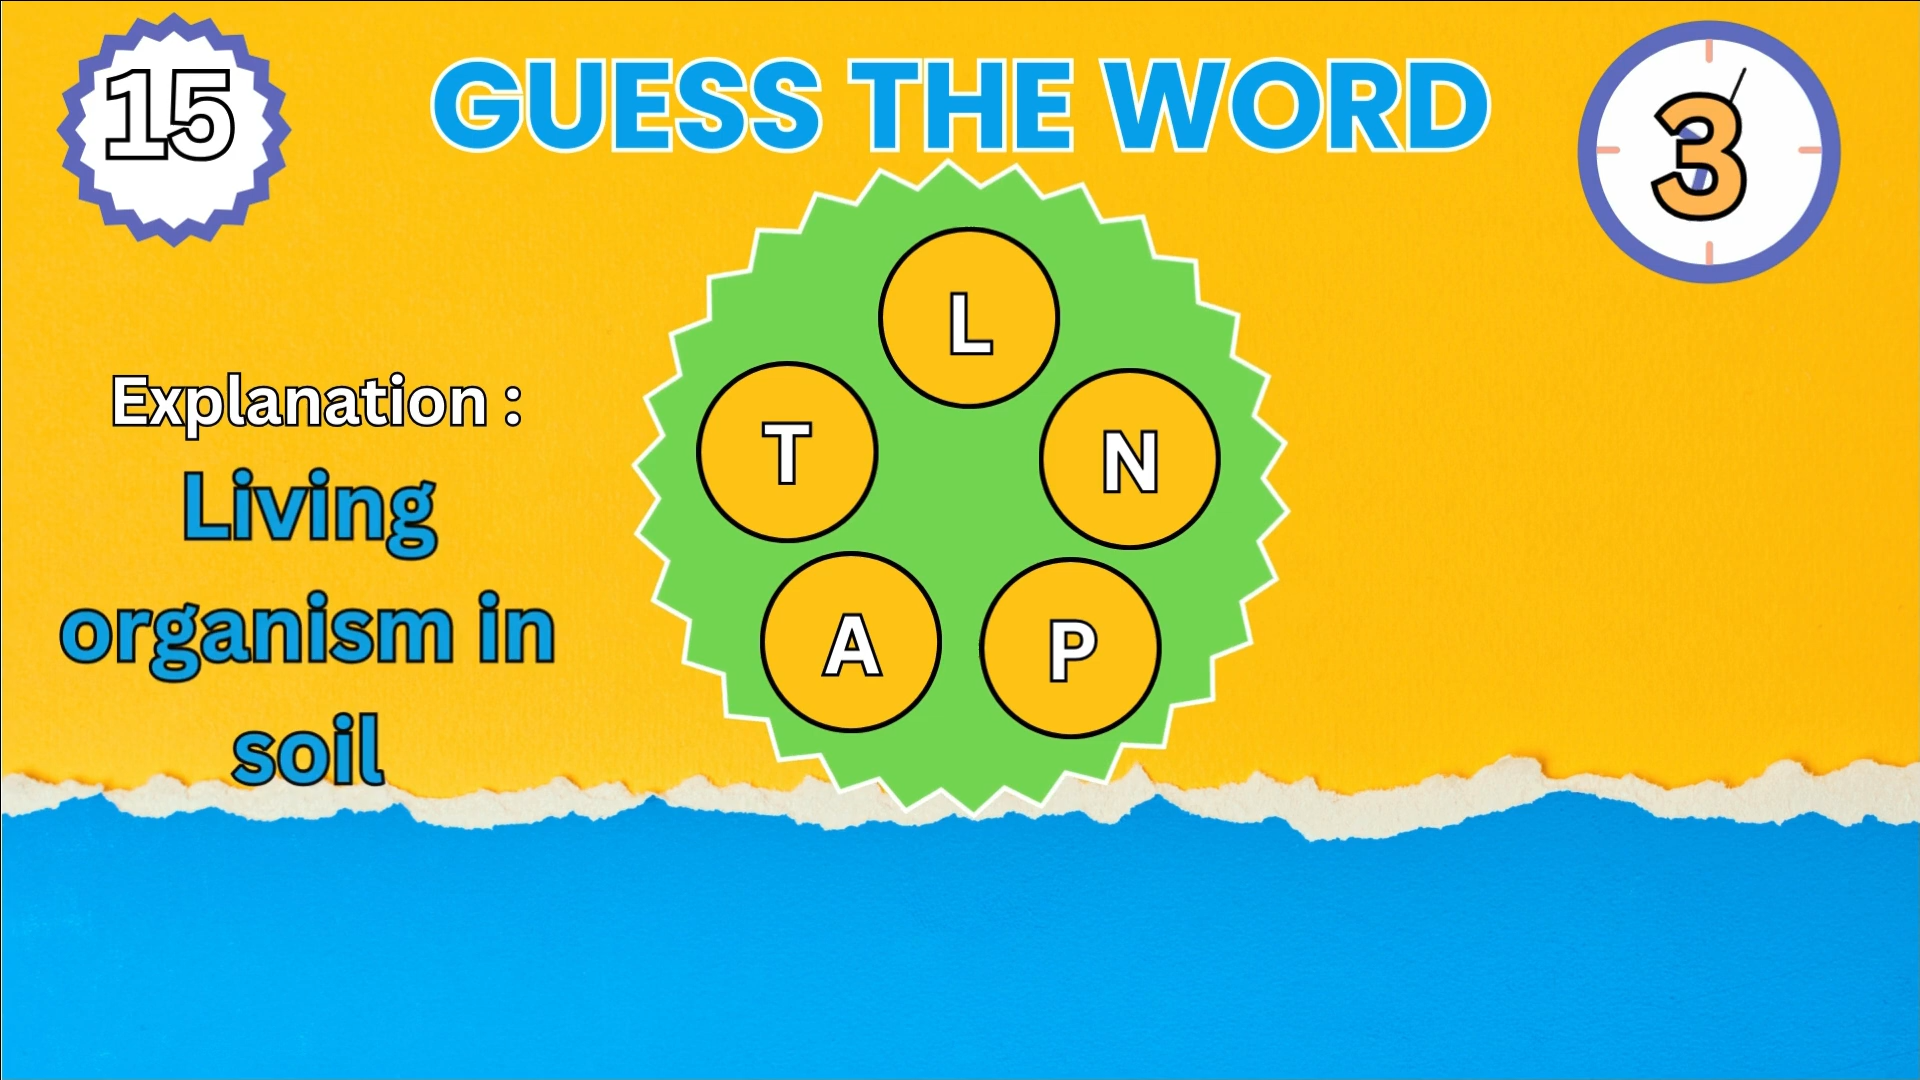 15
GUESS THE WORD
3
Explanation :
Living
organism in
soil
L
T
N
A
P